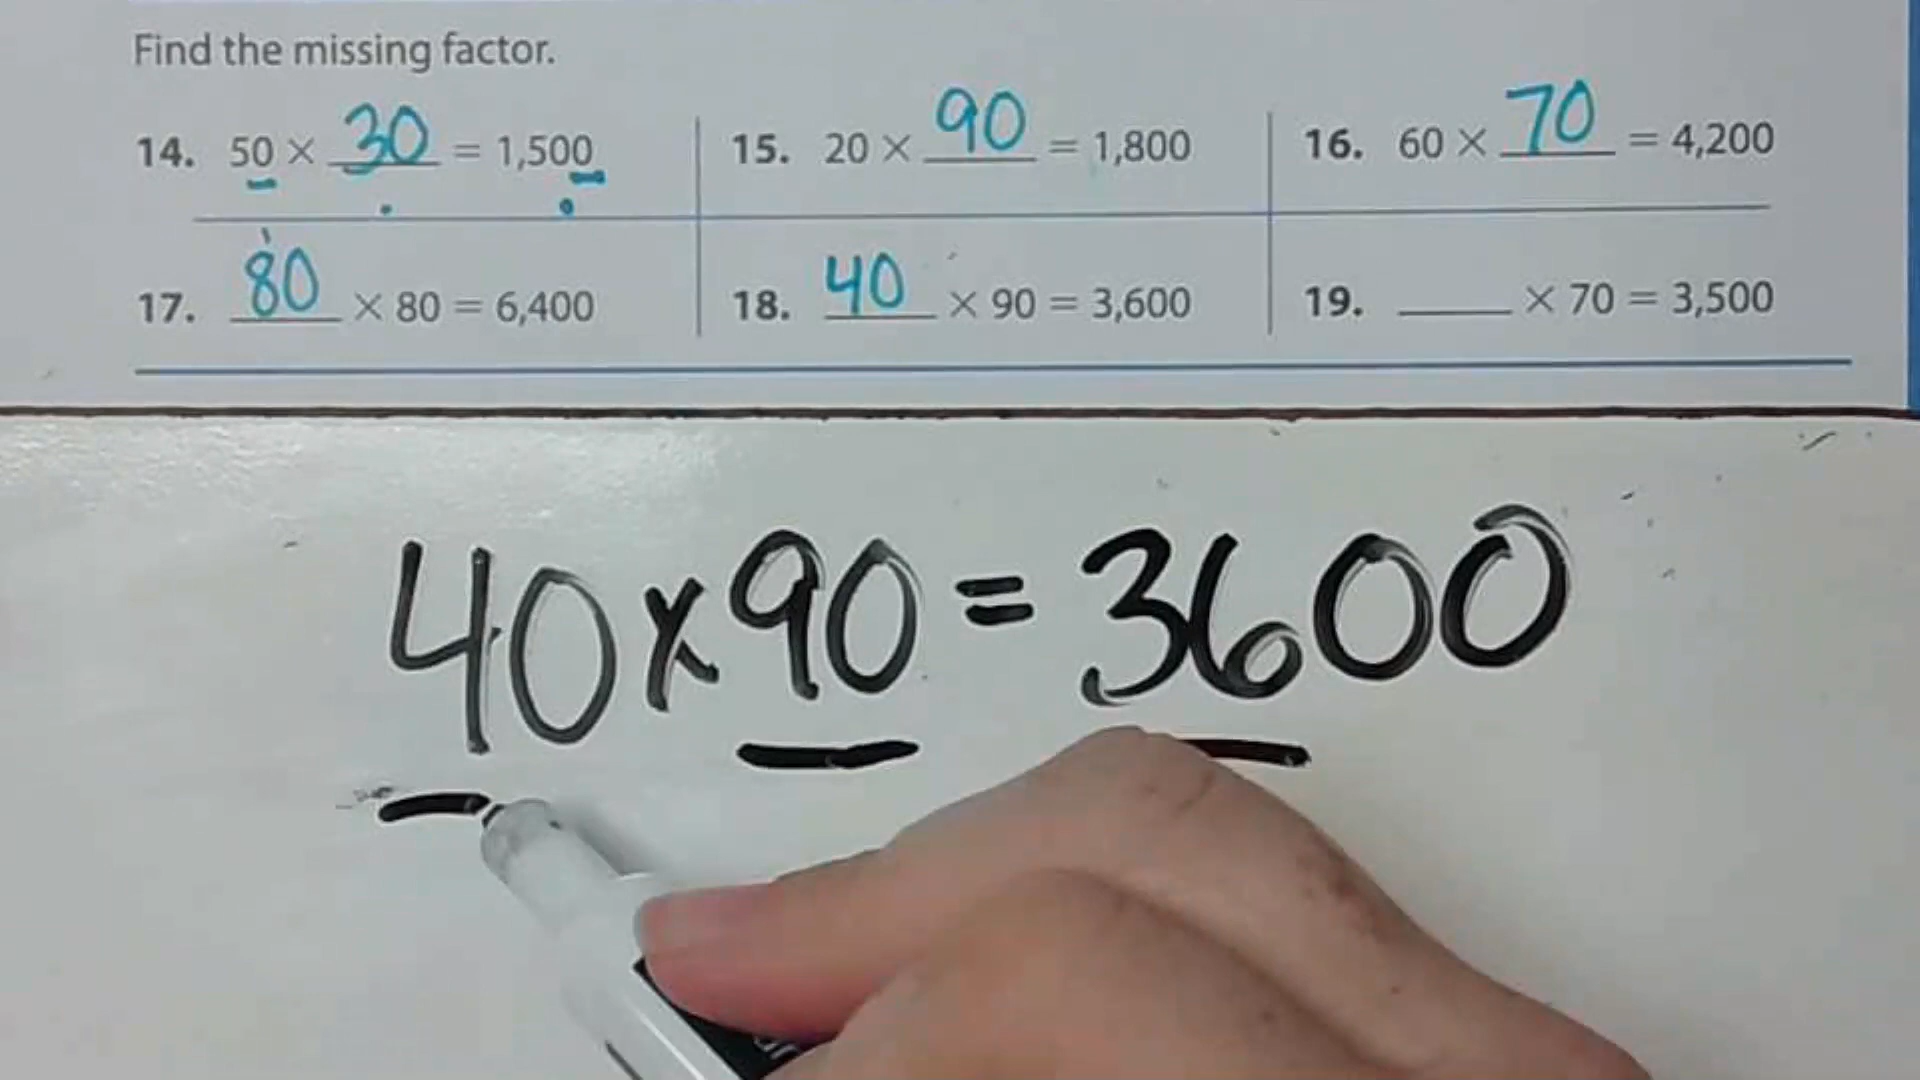 Find the missing factor.
14. 50 × 30 = 1,500
15. 20 × 90 = 1,800
16. 60 × 70 = 4,200
17. 80 × 80 = 6,400
18. 40 × 90 = 3,600
19. ____ × 70 = 3,500
40 x 90 = 3600